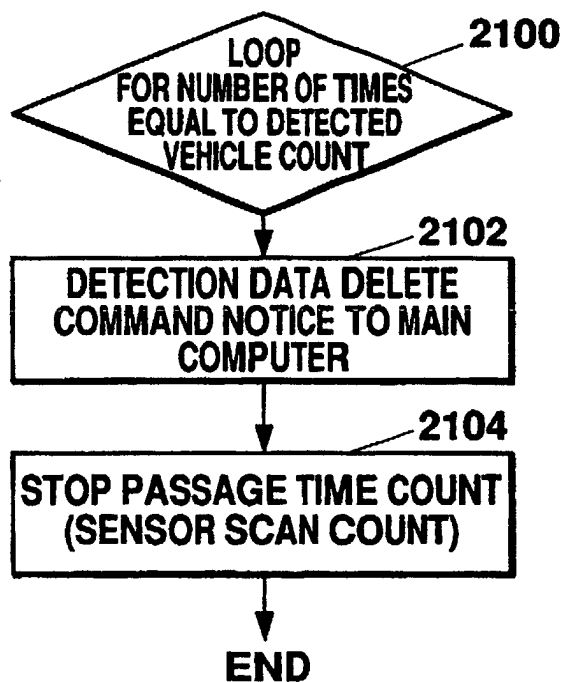 2100
LOOP
FOR NUMBER OF TIMES
EQUAL TO DETECTED
VEHICLE COUNT
2102
DETECTION DATA DELETE
COMMAND NOTICE TO MAIN
COMPUTER
2104
STOP PASSAGE TIME COUNT
(SENSOR SCAN COUNT)
END